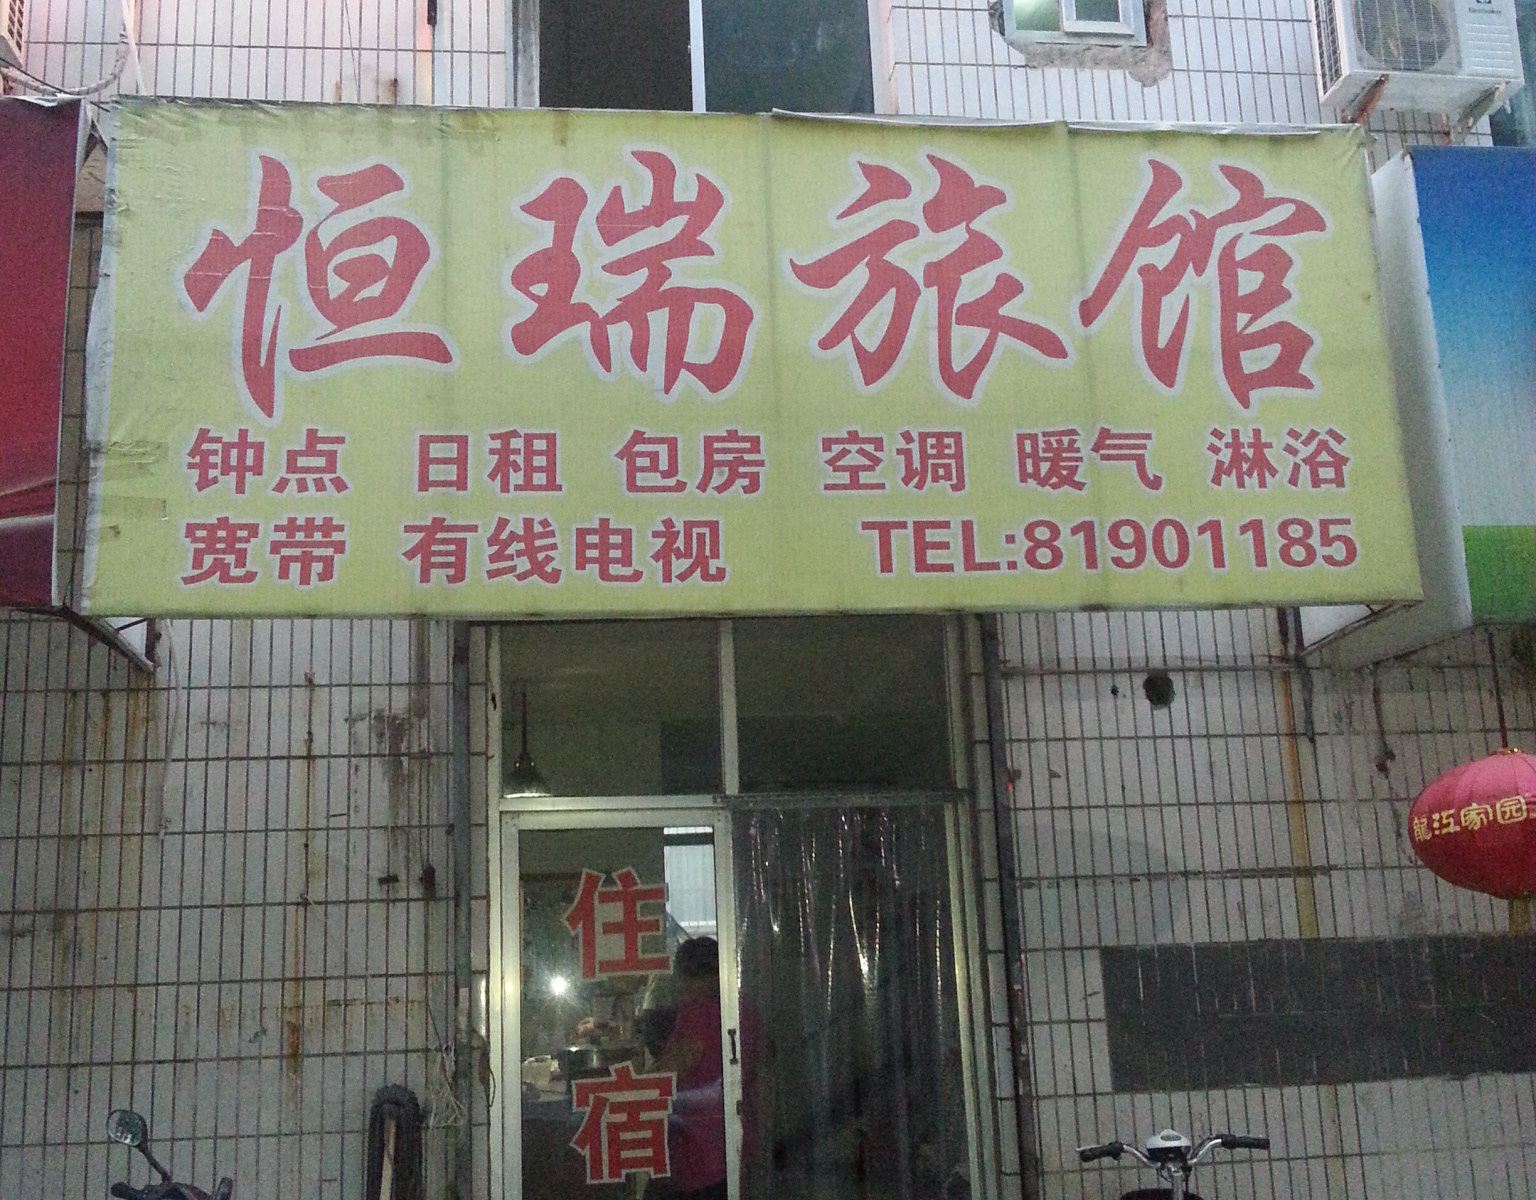 恒瑞旅馆
钟点 日租 包房 空调 暖气 淋浴
宽带 有线电视 TEL:81901185
住宿
龍江家园